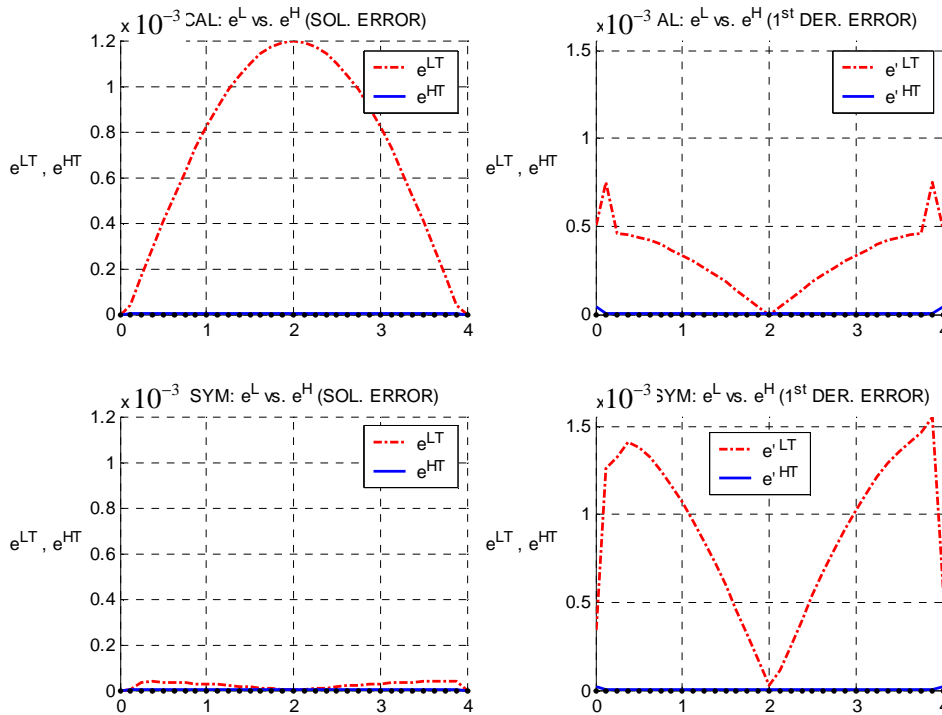 x 10⁻³ CAL: eᴸ vs. eᴴ (SOL. ERROR)
1.2
1
0.8
0.6
0.4
0.2
0
eᴸᵀ , eᴴᵀ
eᴸᵀ
eᴴᵀ
0 1 2 3 4
x 10⁻³ AL: eᴸ vs. eᴴ (1ˢᵗ DER. ERROR)
1.5
1
0.5
0
eᴸᵀ , eᴴᵀ
e' ᴸᵀ
e' ᴴᵀ
0 1 2 3 4
x 10⁻³ SYM: eᴸ vs. eᴴ (SOL. ERROR)
1.2
1
0.8
0.6
0.4
0.2
0
eᴸᵀ , eᴴᵀ
eᴸᵀ
eᴴᵀ
0 1 2 3 4
x 10⁻³ SYM: eᴸ vs. eᴴ (1ˢᵗ DER. ERROR)
1.5
1
0.5
0
eᴸᵀ , eᴴᵀ
e' ᴸᵀ
e' ᴴᵀ
0 1 2 3 4